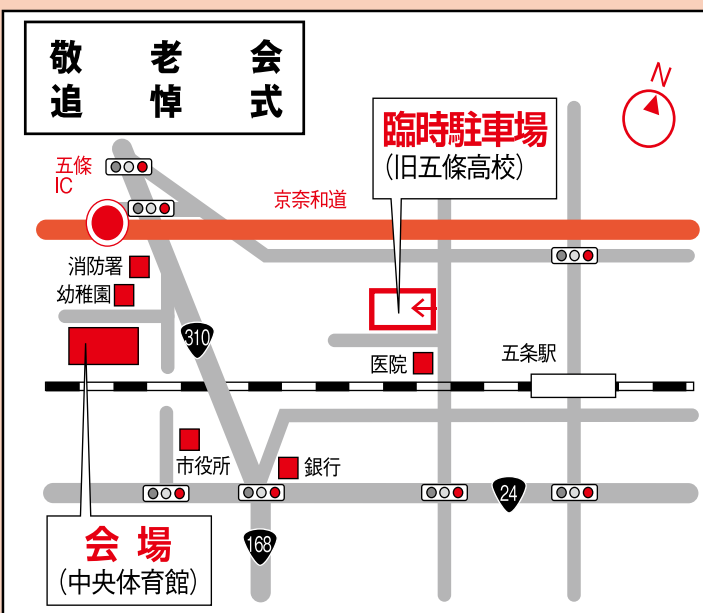 敬老会
追悼式
N
臨時駐車場
（旧五條高校）
五條
IC
京奈和道
消防署
幼稚園
310
医院
五条駅
市役所
銀行
24
168
会場
（中央体育館）